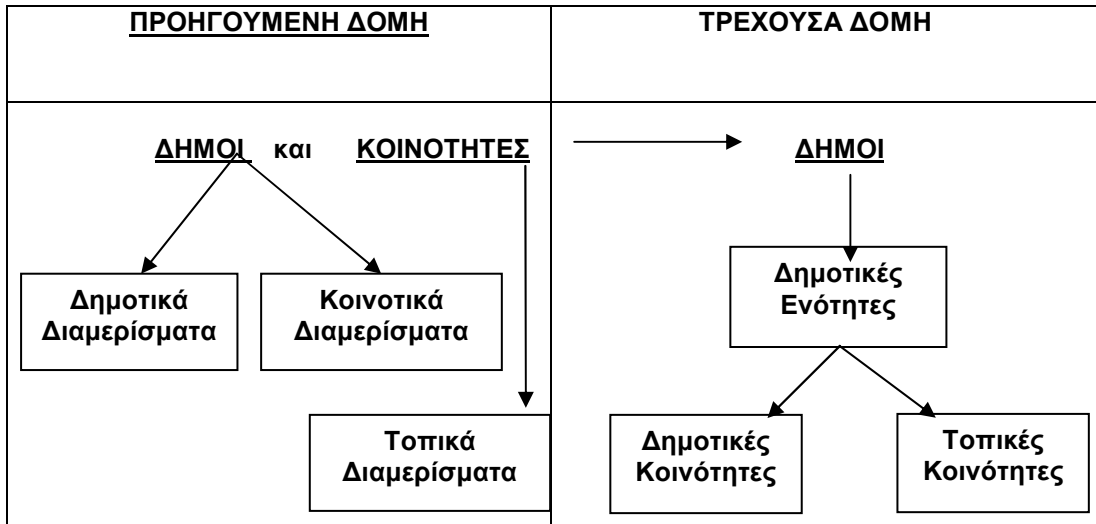 ΠΡΟΗΓΟΥΜΕΝΗ ΔΟΜΗ
ΤΡΕΧΟΥΣΑ ΔΟΜΗ
ΔΗΜΟΙ και ΚΟΙΝΟΤΗΤΕΣ
ΔΗΜΟΙ
Δημοτικά
Διαμερίσματα
Κοινοτικά
Διαμερίσματα
Δημοτικές
Ενότητες
Τοπικά
Διαμερίσματα
Δημοτικές
Κοινότητες
Τοπικές
Κοινότητες